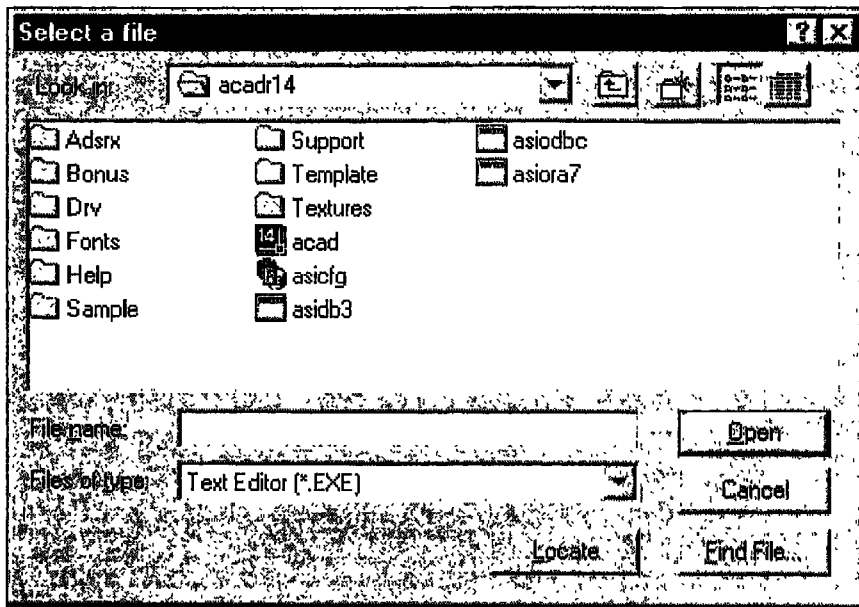 Select a file
Look in: acadr14
Adsrx
Bonus
Drv
Fonts
Help
Sample
Support
Template
Textures
acad
asicfg
asidb3
asiodbc
asiora7
File name:
Open
Files of type: Text Editor (*.EXE)
Cancel
Locate
Find File...